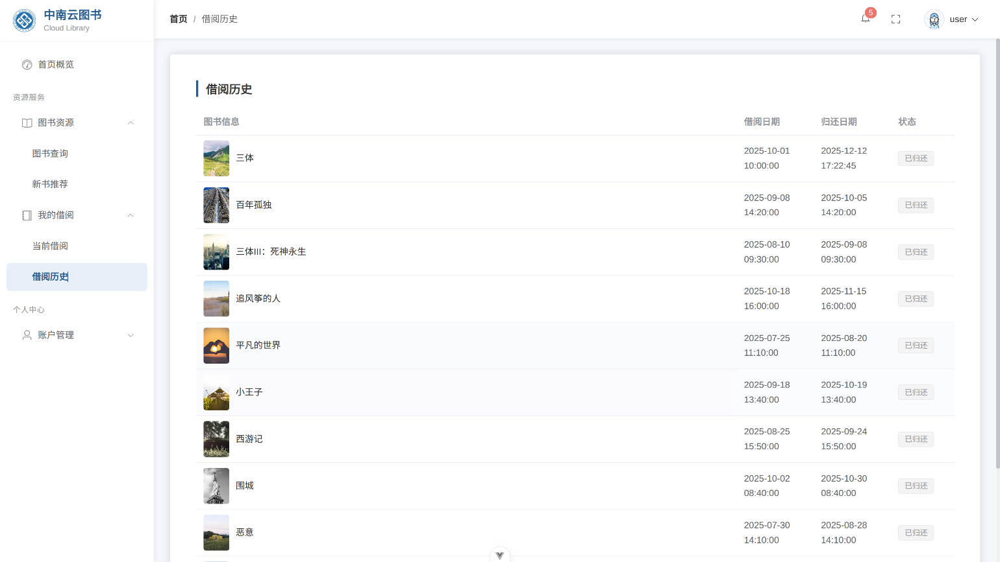 中南云图书
Cloud Library
首页 / 借阅历史
5
user
首页概览
资源服务
图书资源
图书查询
新书推荐
我的借阅
当前借阅
借阅历史
个人中心
账户管理
借阅历史
图书信息 借阅日期 归还日期 状态
三体 2025-10-01 10:00:00 2025-12-12 17:22:45 已归还
百年孤独 2025-09-08 14:20:00 2025-10-05 14:20:00 已归还
三体III：死神永生 2025-08-10 09:30:00 2025-09-08 09:30:00 已归还
追风筝的人 2025-10-18 16:00:00 2025-11-15 16:00:00 已归还
平凡的世界 2025-07-25 11:10:00 2025-08-20 11:10:00 已归还
小王子 2025-09-18 13:40:00 2025-10-19 13:40:00 已归还
西游记 2025-08-25 15:50:00 2025-09-24 15:50:00 已归还
围城 2025-10-02 08:40:00 2025-10-30 08:40:00 已归还
恶意 2025-07-30 14:10:00 2025-08-28 14:10:00 已归还